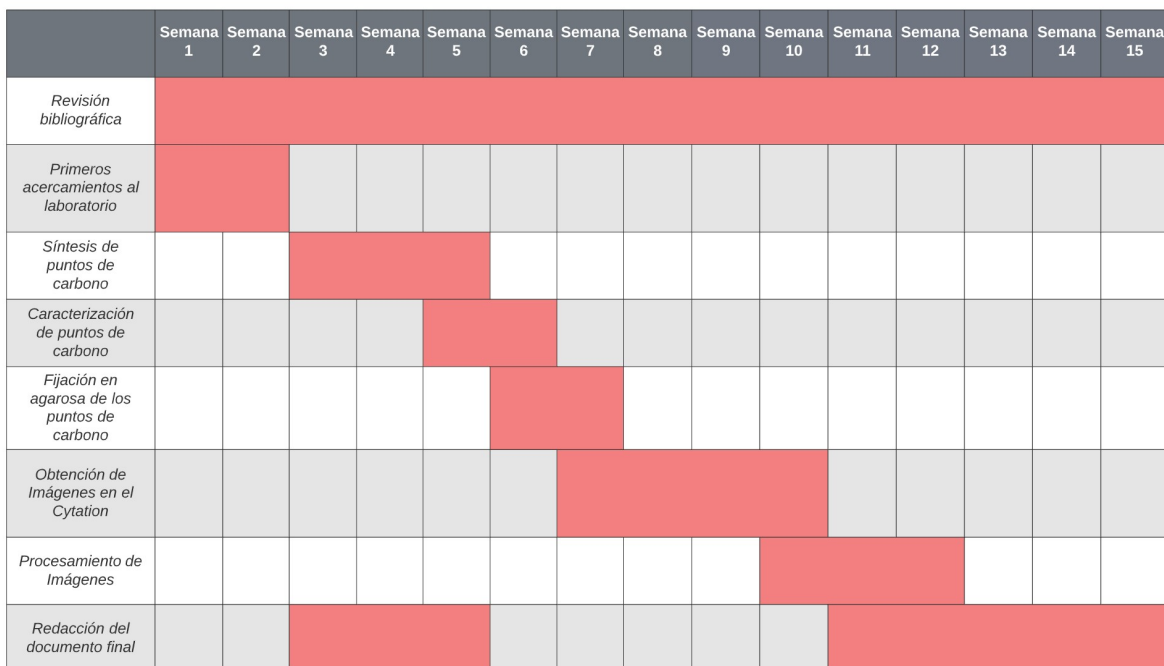 Semana Semana Semana Semana Semana Semana Semana Semana Semana Semana Semana Semana Semana Semana Semana
1 2 3 4 5 6 7 8 9 10 11 12 13 14 15
Revisión
bibliográfica
Primeros
acercamientos al
laboratorio
Síntesis de
puntos de
carbono
Caracterización
de puntos de
carbono
Fijación en
agarosa de los
puntos de
carbono
Obtención de
Imágenes en el
Cytation
Procesamiento de
Imágenes
Redacción del
documento final